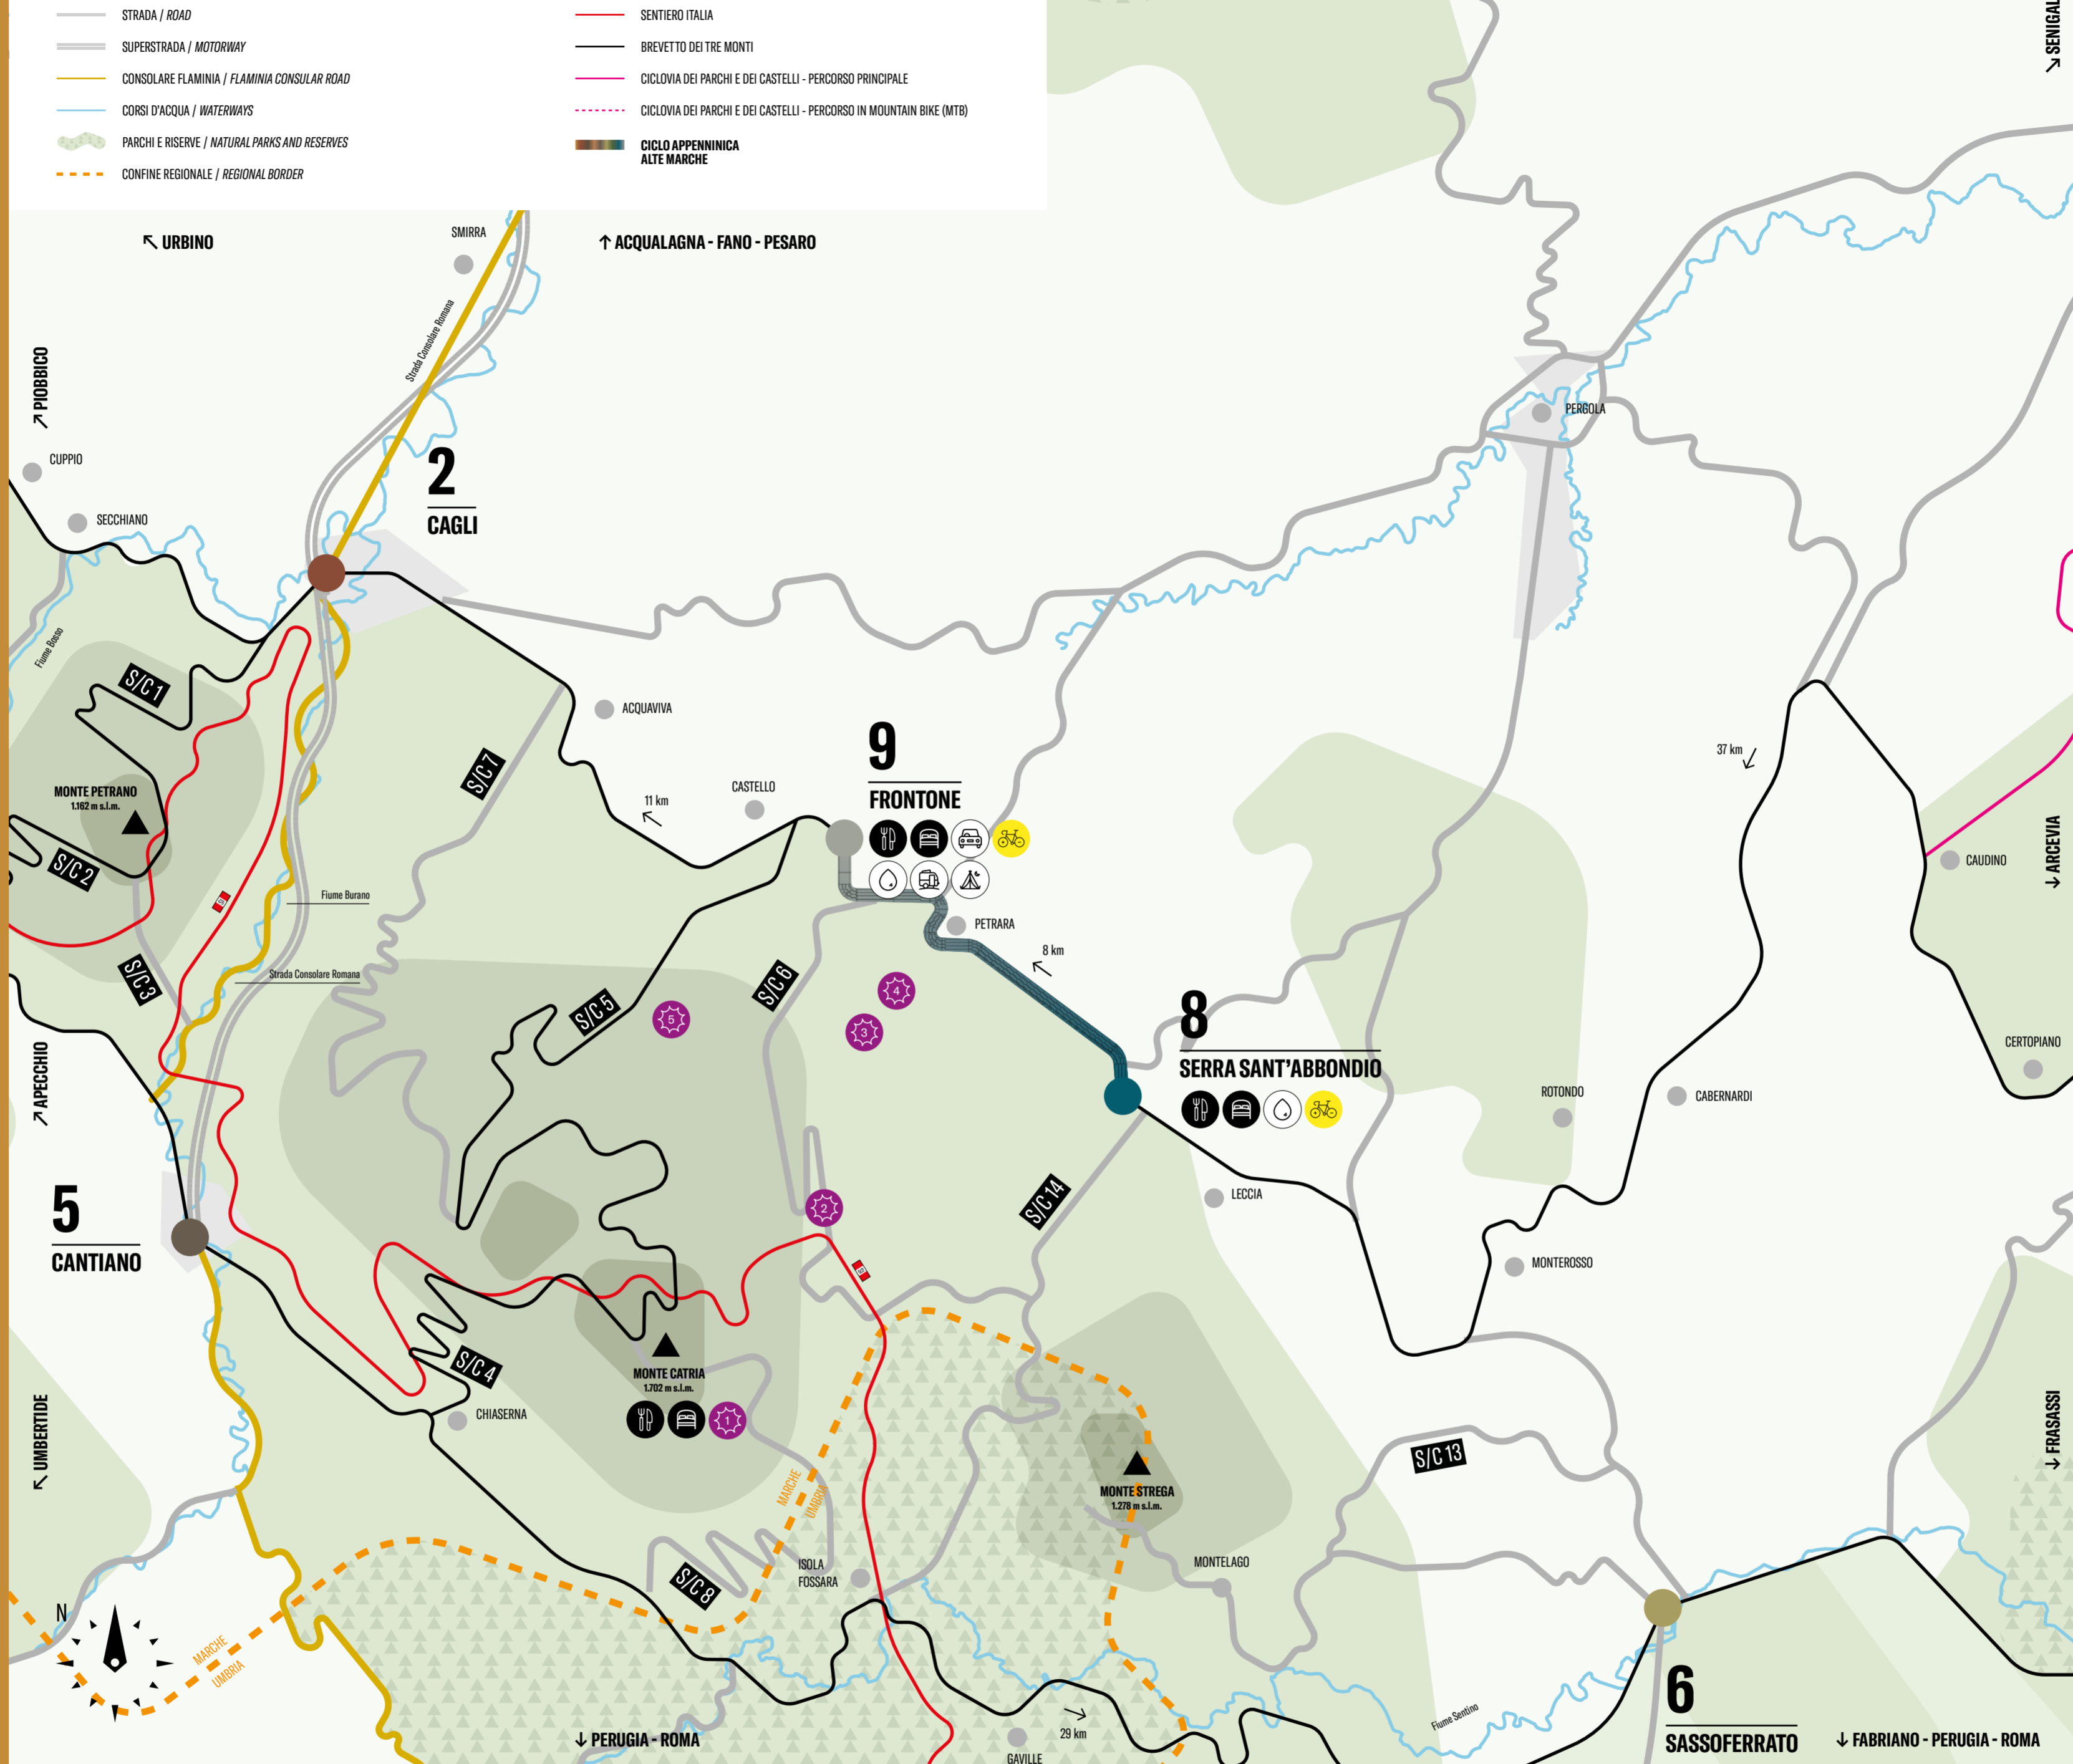 STRADA / ROAD
SUPERSTRADA / MOTORWAY
CONSOLARE FLAMINIA / FLAMINIA CONSULAR ROAD
CORSI D'ACQUA / WATERWAYS
PARCHI E RISERVE / NATURAL PARKS AND RESERVES
CONFINE REGIONALE / REGIONAL BORDER
SENTIERO ITALIA
BREVETTO DEI TRE MONTI
CICLOVIA DEI PARCHI E DEI CASTELLI - PERCORSO PRINCIPALE
CICLOVIA DEI PARCHI E DEI CASTELLI - PERCORSO IN MOUNTAIN BIKE (MTB)
CICLO APPENNINICA
ALTE MARCHE
↘ SENIGAL
↖ URBINO
SMIRRA
↑ ACQUALAGNA - FANO - PESARO
Strada Consolare Romana
↗ PIOBBICO
PERGOLA
CUPPIO
2
CAGLI
SECCHIANO
Fiume Bosso
S/C 1
ACQUAVIVA
S/C 7
9
FRONTONE
37 km
MONTE PETRANO
1.162 m s.l.m.
CASTELLO
11 km
S/C 2
CAUDINO
↓ ARCEVIA
SI
Fiume Burano
PETRARA
8 km
Strada Consolare Romana
S/C 3
S/C 6
4
S/C 5
5
3
8
SERRA SANT'ABBONDIO
CERTOPIANO
↗ APECCHIO
ROTONDO
CABERNARDI
5
CANTIANO
S/C 14
LECCIA
2
MONTEROSSO
SI
S/C 4
MONTE CATRIA
1.702 m s.l.m.
1
CHIASERNA
↖ UMBERTIDE
↓ FRASASSI
S/C 13
MARCHE
UMBRIA
MONTE STREGA
1.278 m s.l.m.
ISOLA
FOSSARA
S/C 8
MONTELAGO
N
MARCHE
UMBRIA
6
SASSOFERRATO
Fiume Sentino
29 km
↓ PERUGIA - ROMA
GAVILLE
↓ FABRIANO - PERUGIA - ROMA